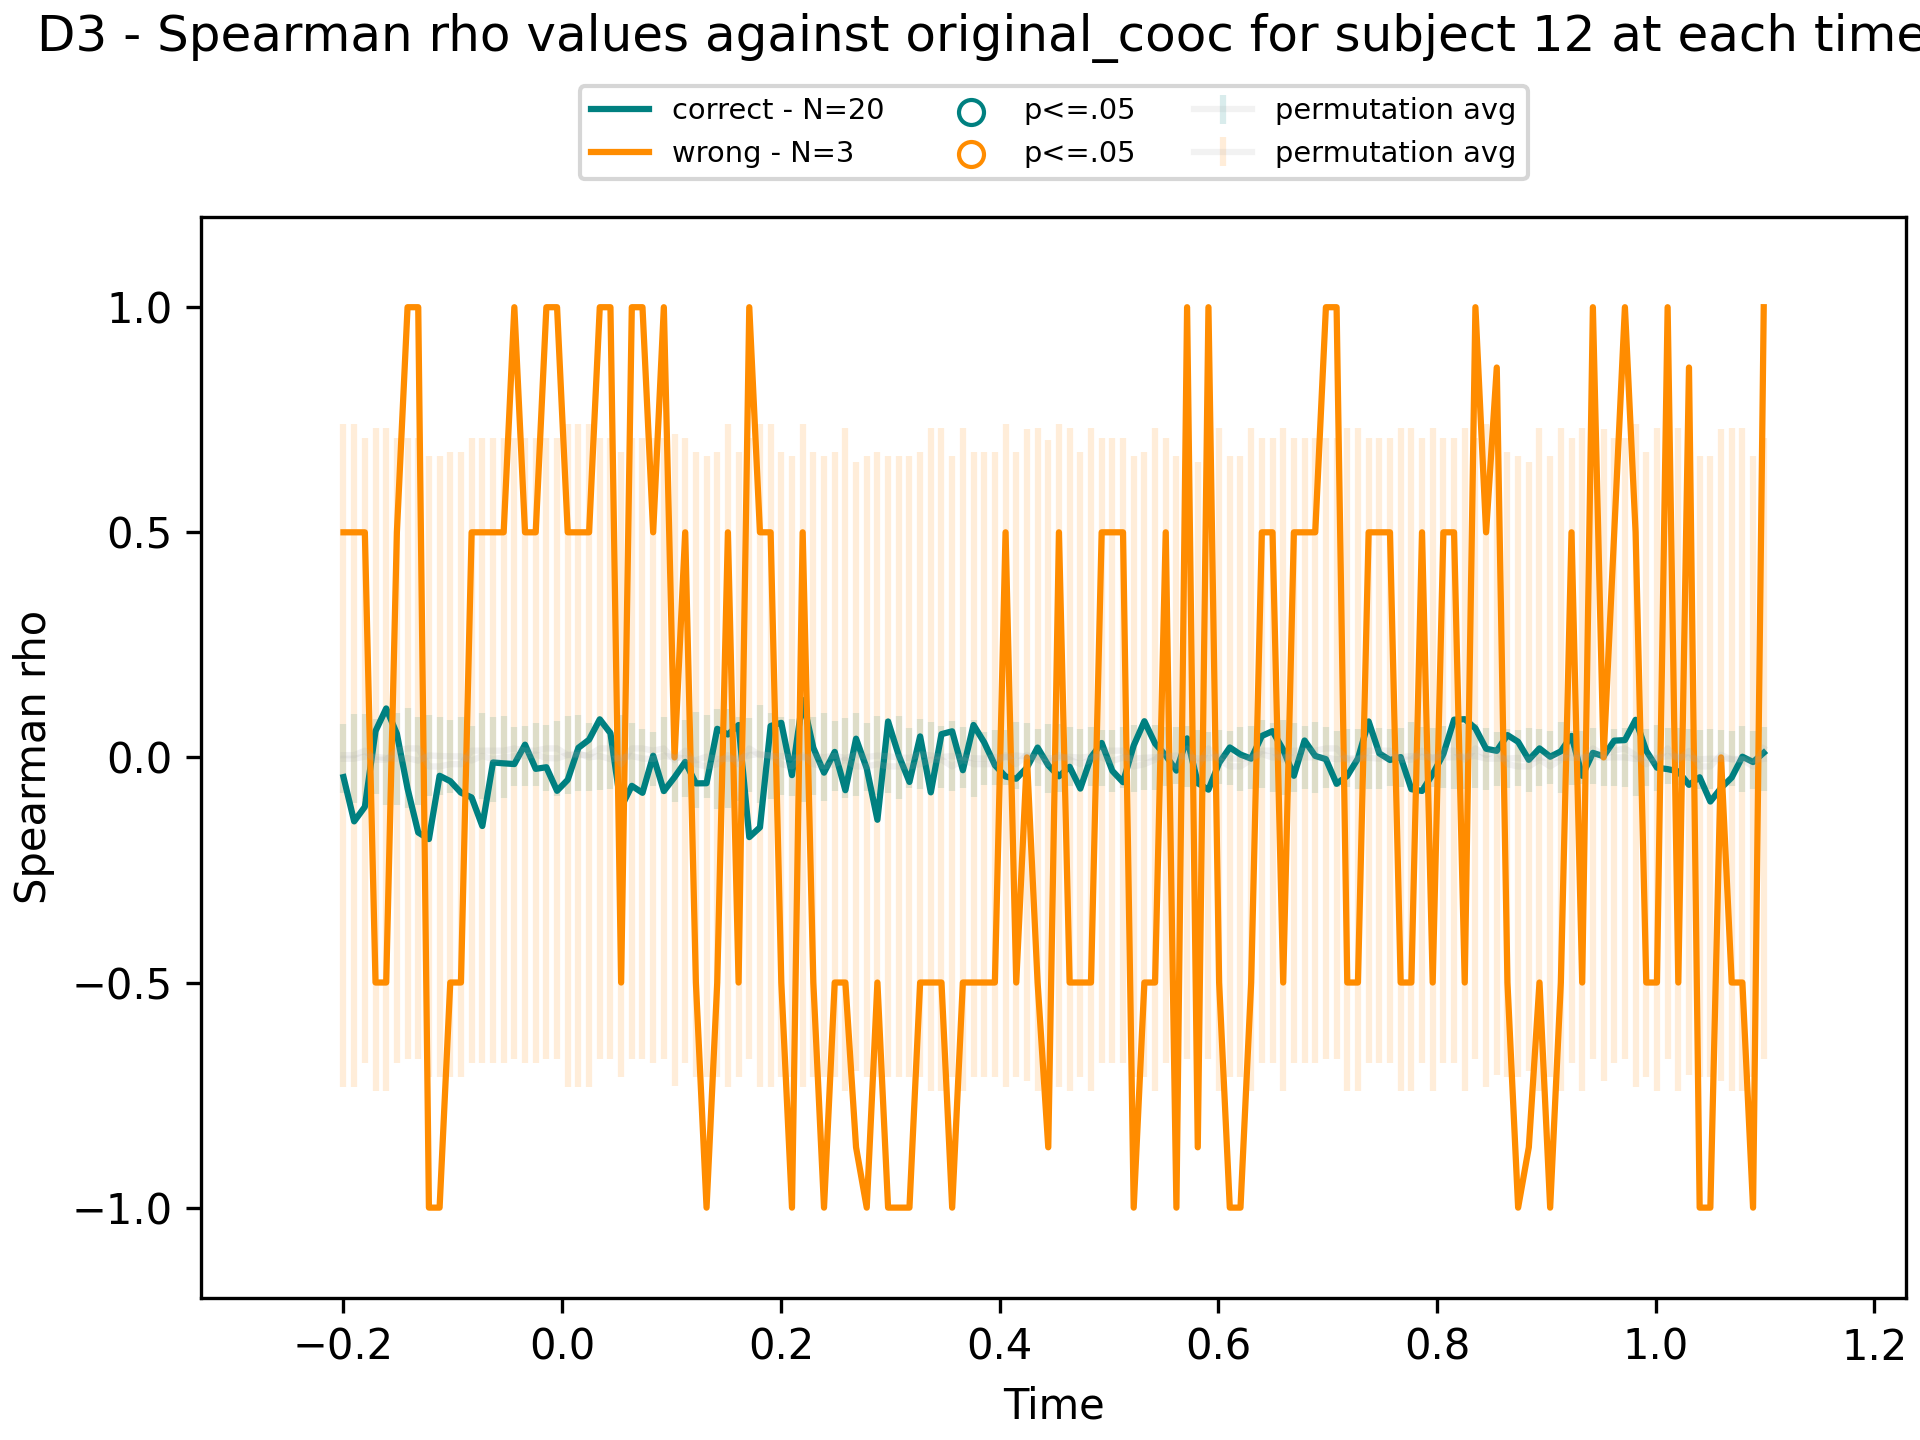 D3 - Spearman rho values against original_cooc for subject 12 at each time
correct - N=20 p<=.05 permutation avg
wrong - N=3 p<=.05 permutation avg
1.0
0.5
0.0
−0.5
−1.0
Spearman rho
−0.2 0.0 0.2 0.4 0.6 0.8 1.0 1.2
Time